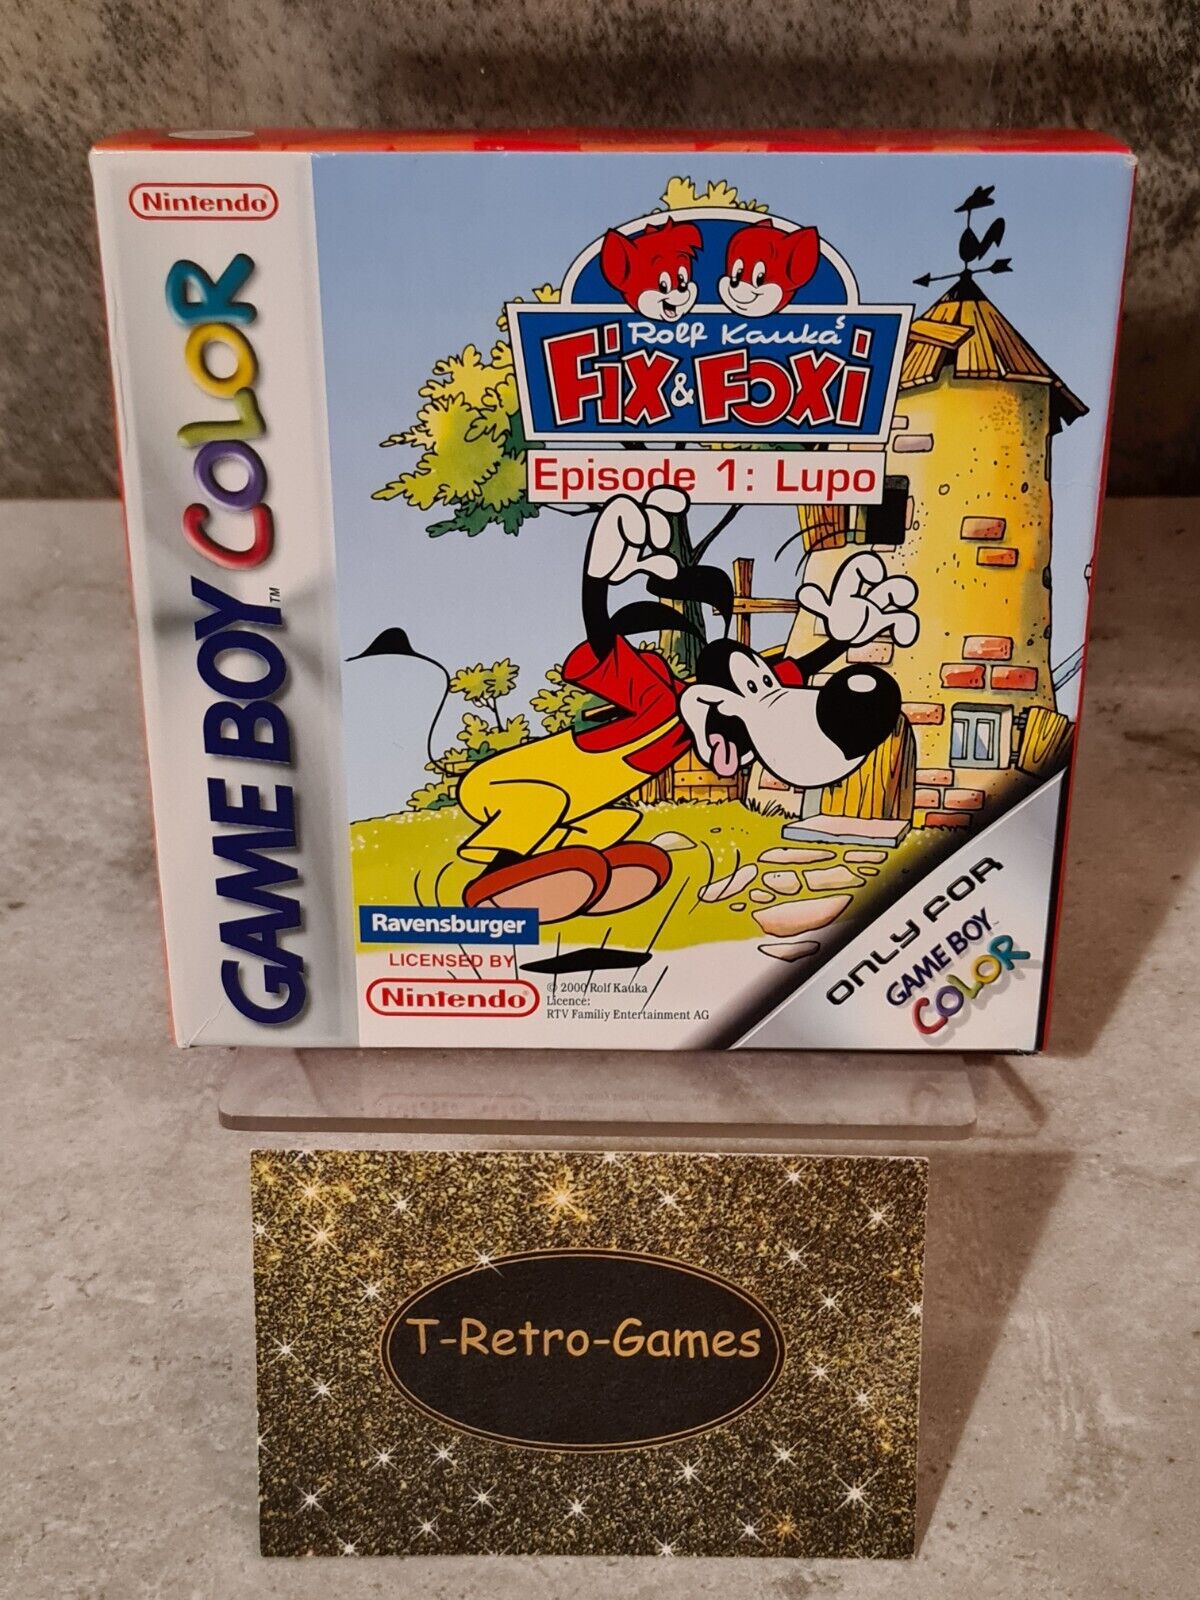 Nintendo®
GAME BOY COLOR
TM
Rolf Kauka's
Fix & Foxi
Episode 1: Lupo
Ravensburger
LICENSED BY
Nintendo®
© 2000 Rolf Kauka
Licence:
RTV Familiy Entertainment AG
ONLY FOR
GAME BOY
COLOR
T-Retro-Games